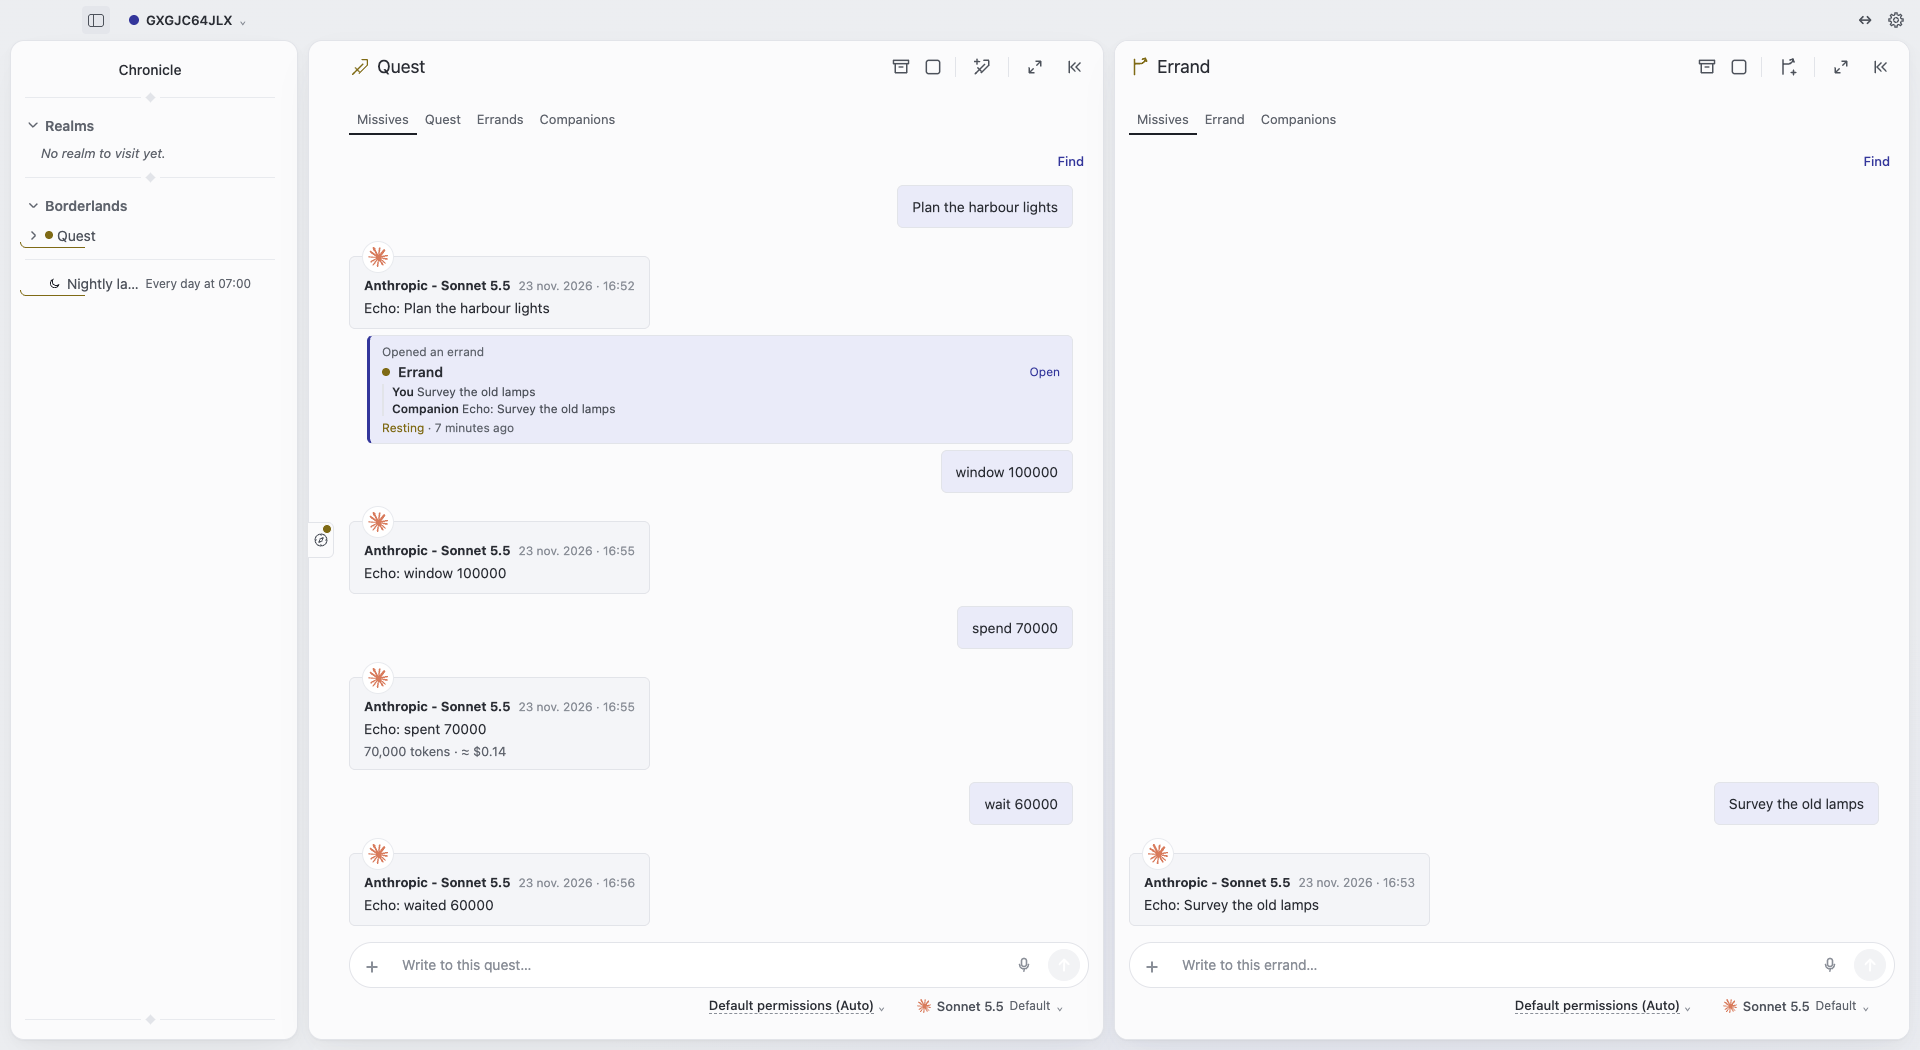 GXGJC64JLX
Chronicle
Realms
No realm to visit yet.
Borderlands
Quest
Nightly la... Every day at 07:00
Quest
Missives Quest Errands Companions
Find
Plan the harbour lights
Anthropic - Sonnet 5.5 23 nov. 2026 · 16:52
Echo: Plan the harbour lights
Opened an errand
Errand
Open
You Survey the old lamps
Companion Echo: Survey the old lamps
Resting · 7 minutes ago
window 100000
Anthropic - Sonnet 5.5 23 nov. 2026 · 16:55
Echo: window 100000
spend 70000
Anthropic - Sonnet 5.5 23 nov. 2026 · 16:55
Echo: spent 70000
70,000 tokens · ≈ $0.14
wait 60000
Anthropic - Sonnet 5.5 23 nov. 2026 · 16:56
Echo: waited 60000
Write to this quest...
Default permissions (Auto) Sonnet 5.5 Default
Errand
Missives Errand Companions
Find
Survey the old lamps
Anthropic - Sonnet 5.5 23 nov. 2026 · 16:53
Echo: Survey the old lamps
Write to this errand...
Default permissions (Auto) Sonnet 5.5 Default